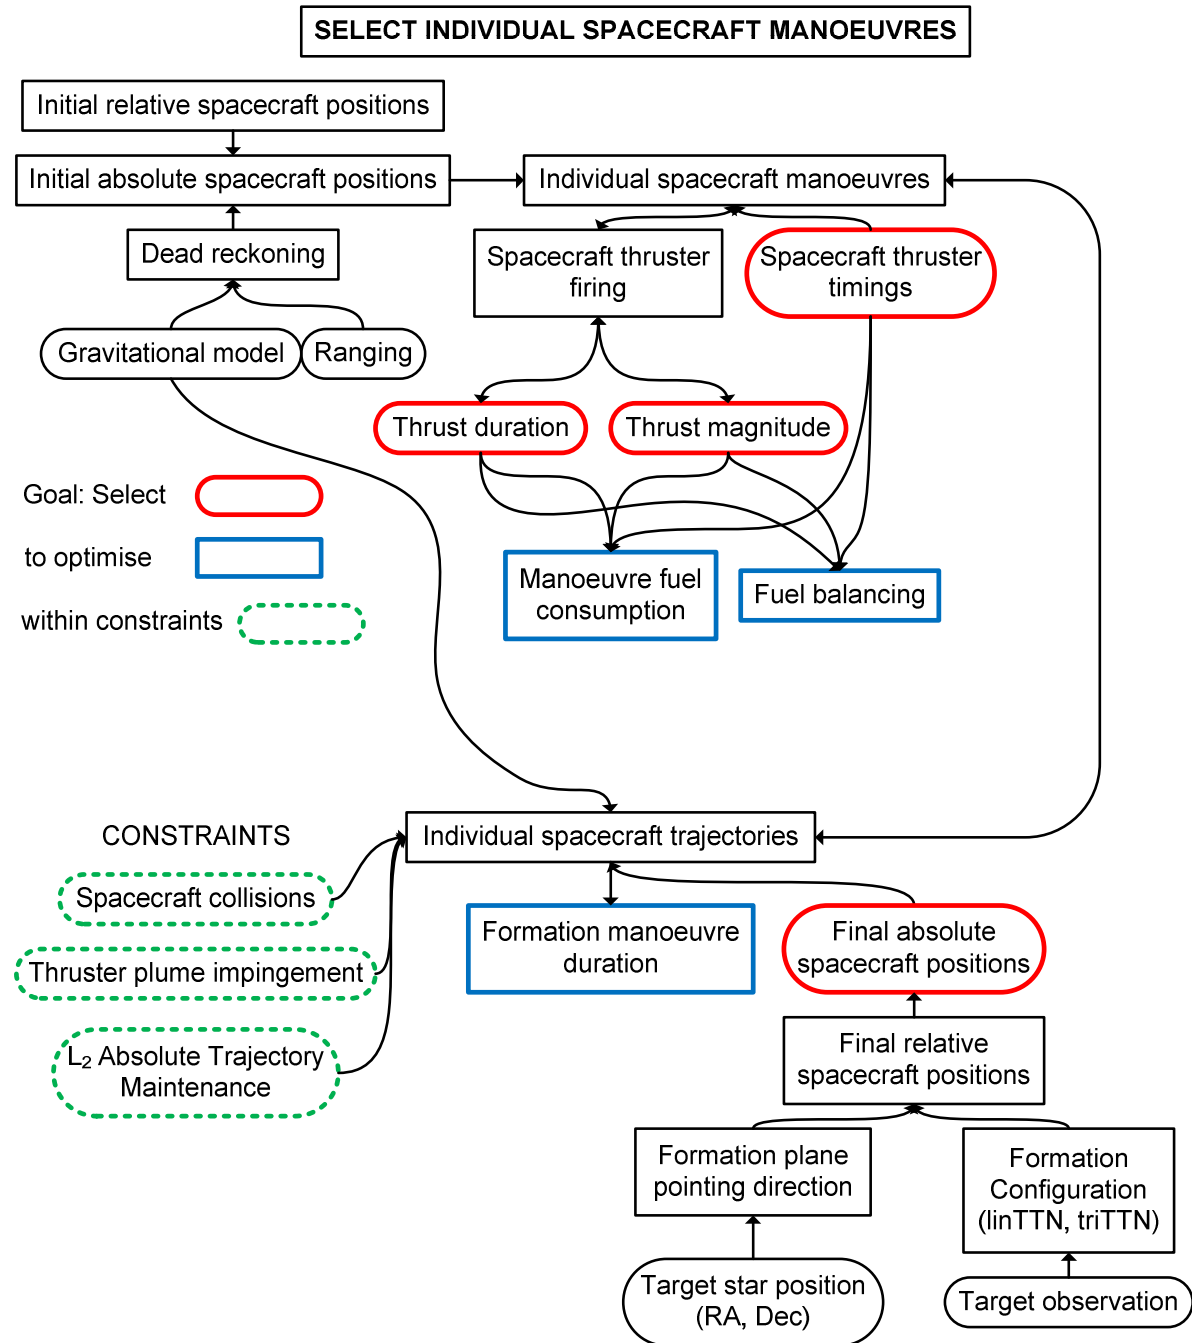 SELECT INDIVIDUAL SPACECRAFT MANOEUVRES
Initial relative spacecraft positions
Initial absolute spacecraft positions
Individual spacecraft manoeuvres
Dead reckoning
Spacecraft thruster
firing
Spacecraft thruster
timings
Gravitational model
Ranging
Thrust duration
Thrust magnitude
Goal: Select
to optimise
within constraints
Manoeuvre fuel
consumption
Fuel balancing
Individual spacecraft trajectories
CONSTRAINTS
Spacecraft collisions
Thruster plume impingement
L₂ Absolute Trajectory
Maintenance
Formation manoeuvre
duration
Final absolute
spacecraft positions
Final relative
spacecraft positions
Formation plane
pointing direction
Formation
Configuration
(linTTN, triTTN)
Target star position
(RA, Dec)
Target observation